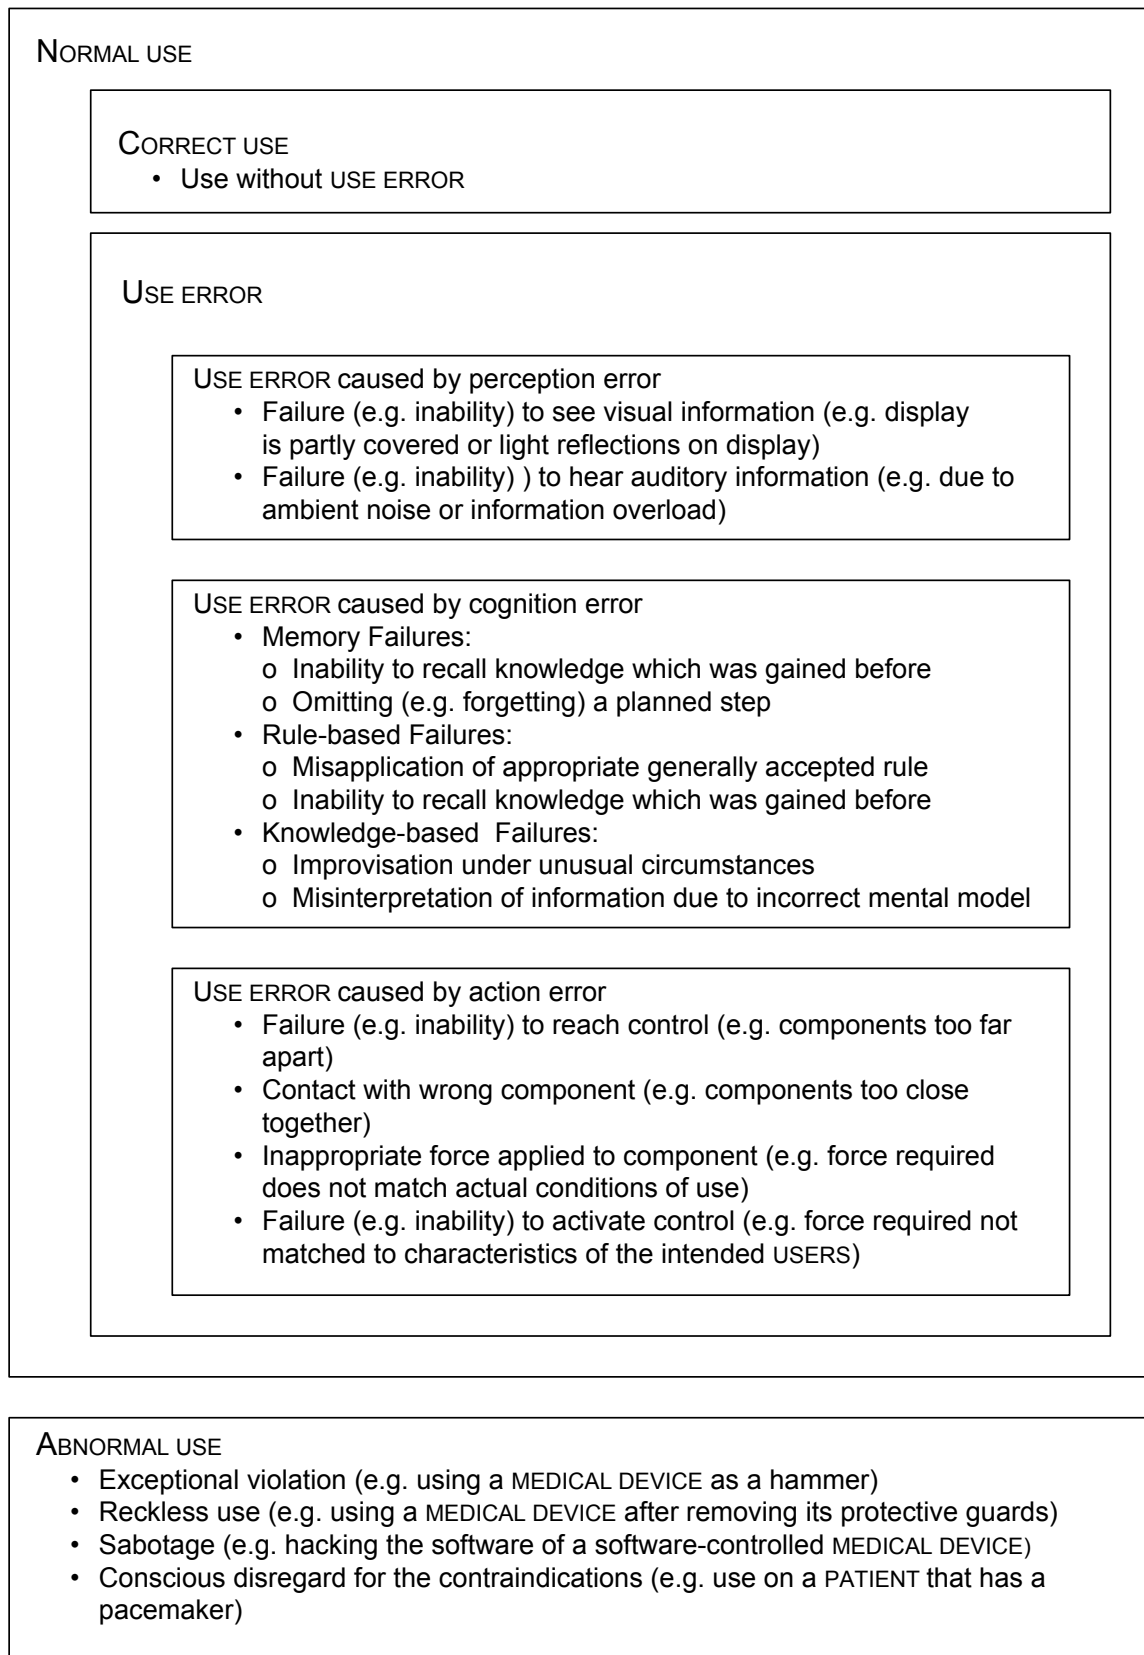 NORMAL USE
CORRECT USE
• Use without USE ERROR
USE ERROR
USE ERROR caused by perception error
• Failure (e.g. inability) to see visual information (e.g. display
is partly covered or light reflections on display)
• Failure (e.g. inability) ) to hear auditory information (e.g. due to
ambient noise or information overload)
USE ERROR caused by cognition error
• Memory Failures:
o Inability to recall knowledge which was gained before
o Omitting (e.g. forgetting) a planned step
• Rule-based Failures:
o Misapplication of appropriate generally accepted rule
o Inability to recall knowledge which was gained before
• Knowledge-based Failures:
o Improvisation under unusual circumstances
o Misinterpretation of information due to incorrect mental model
USE ERROR caused by action error
• Failure (e.g. inability) to reach control (e.g. components too far
apart)
• Contact with wrong component (e.g. components too close
together)
• Inappropriate force applied to component (e.g. force required
does not match actual conditions of use)
• Failure (e.g. inability) to activate control (e.g. force required not
matched to characteristics of the intended USERS)
ABNORMAL USE
• Exceptional violation (e.g. using a MEDICAL DEVICE as a hammer)
• Reckless use (e.g. using a MEDICAL DEVICE after removing its protective guards)
• Sabotage (e.g. hacking the software of a software-controlled MEDICAL DEVICE)
• Conscious disregard for the contraindications (e.g. use on a PATIENT that has a
pacemaker)